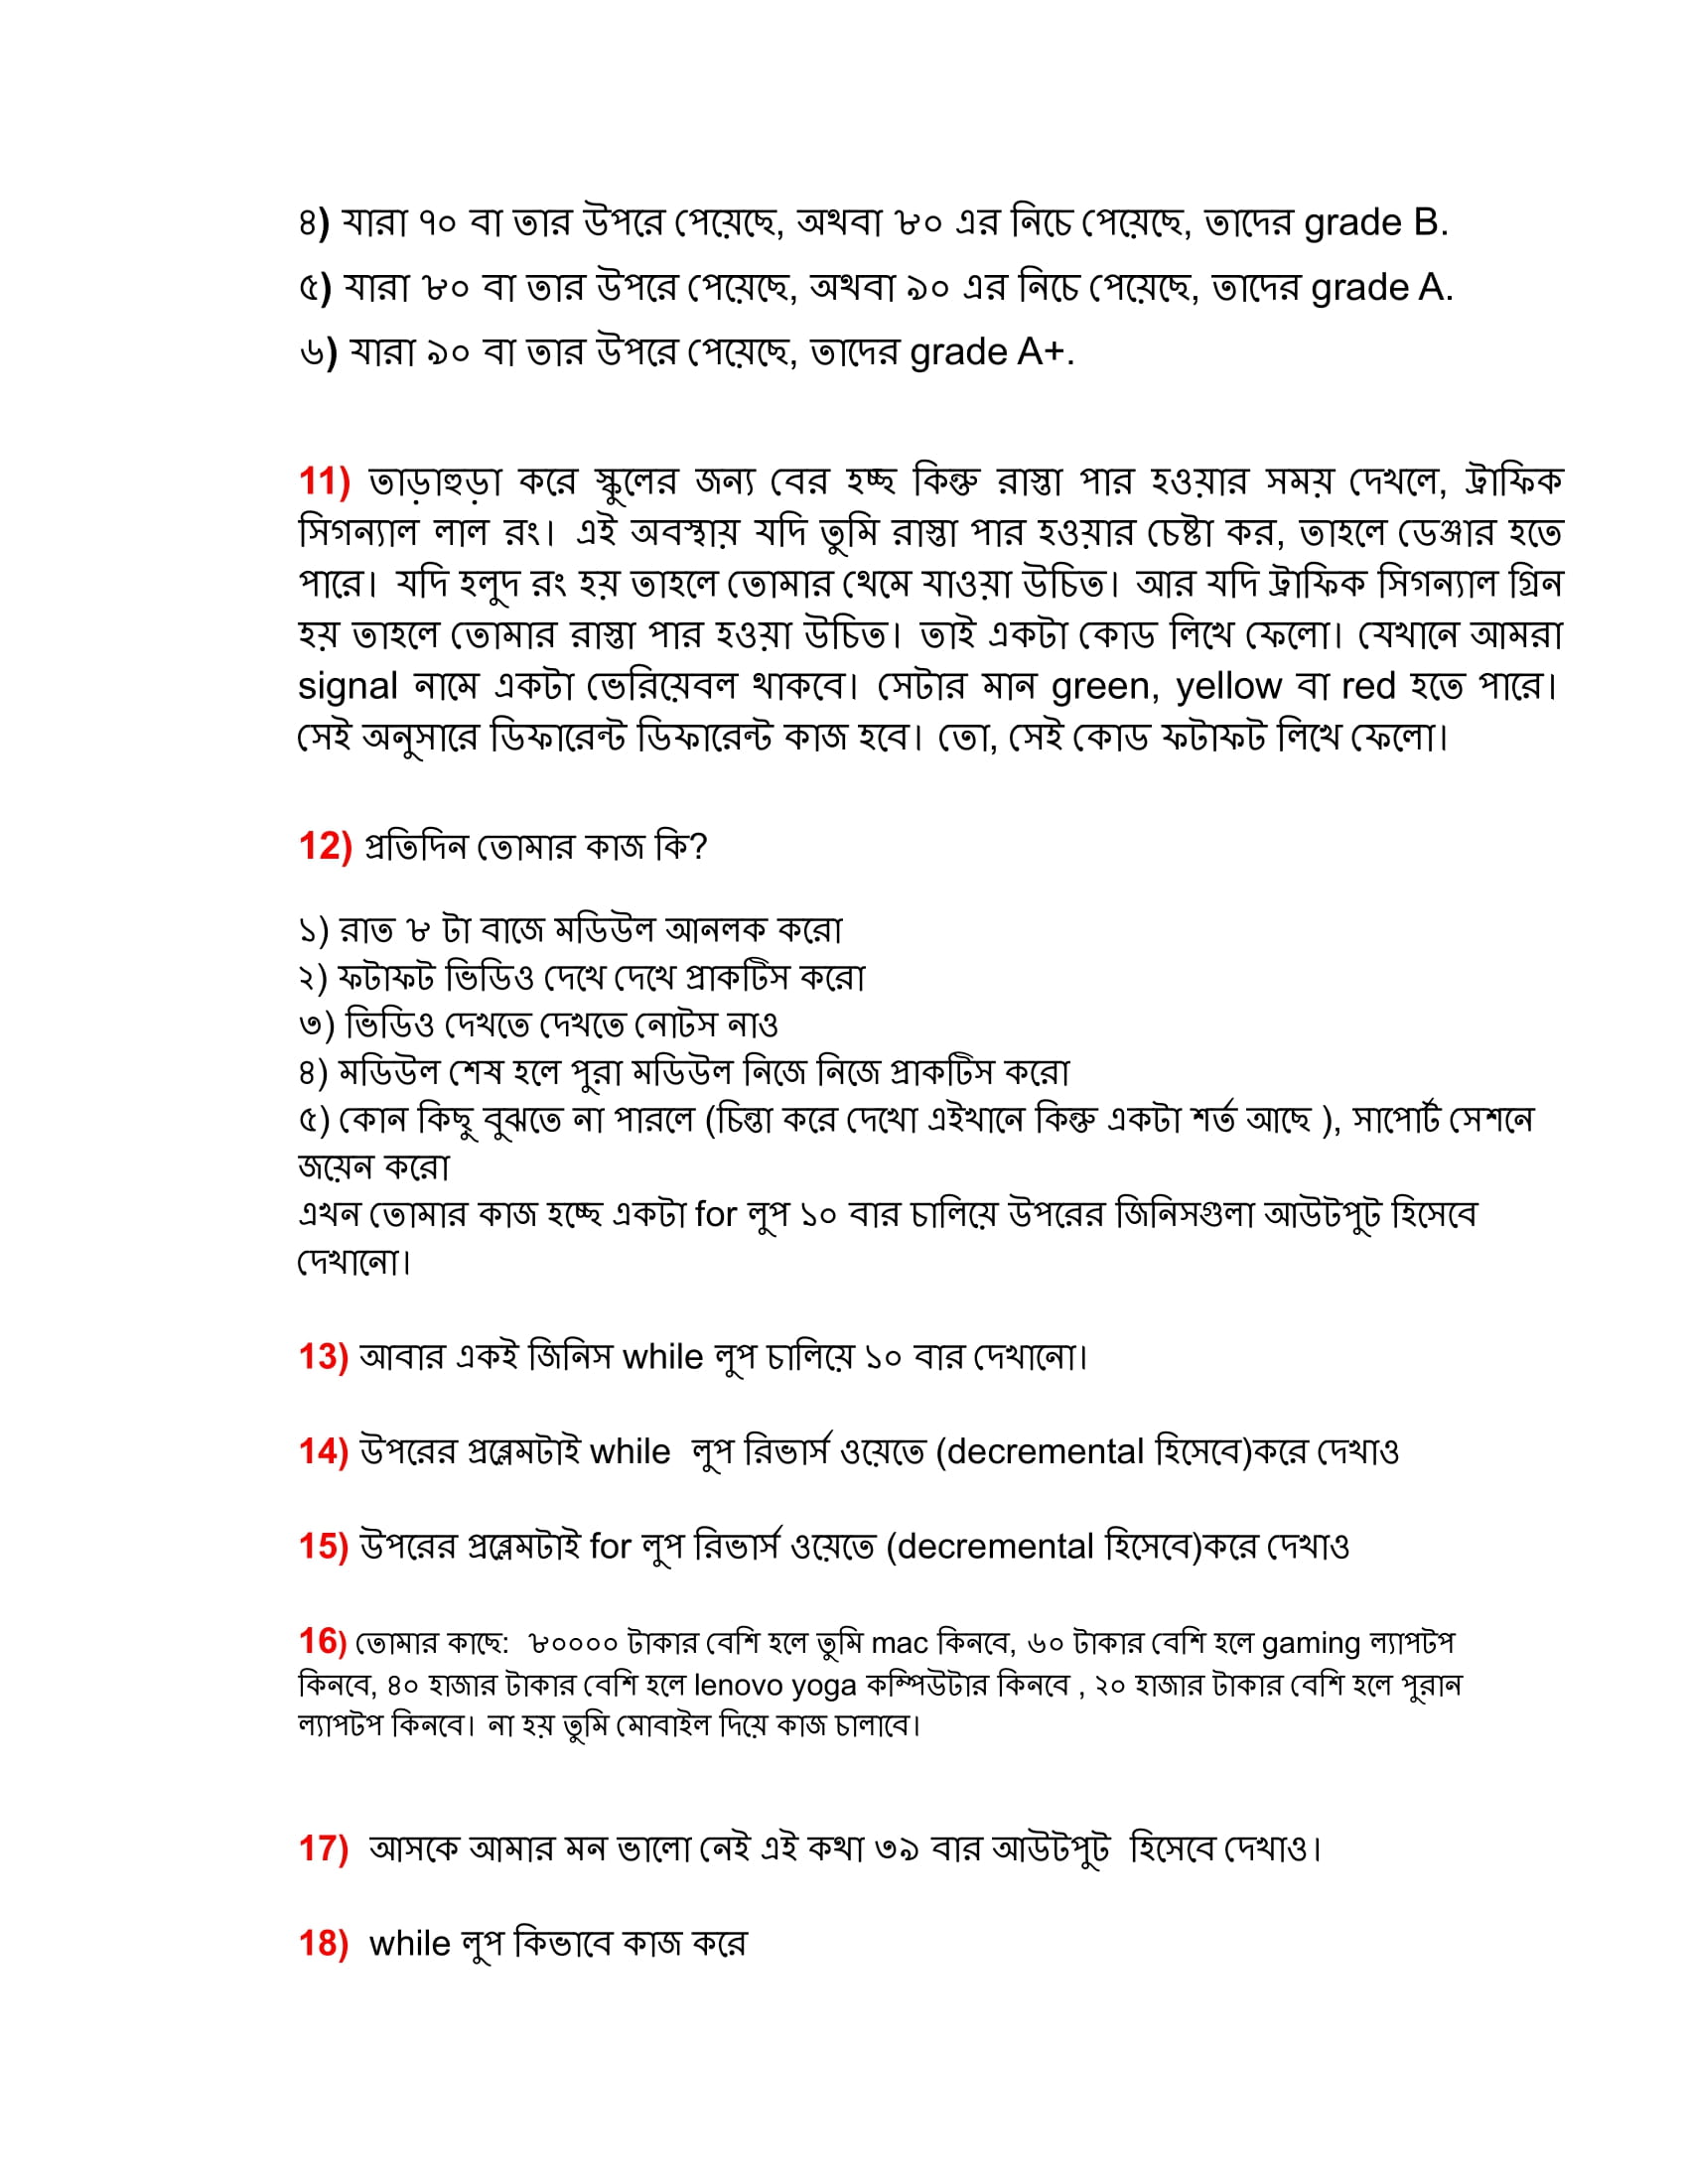 ৪) যারা ৭০ বা তার উপরে পেয়েছে, অথবা ৮০ এর নিচে পেয়েছে, তাদের grade B.
৫) যারা ৮০ বা তার উপরে পেয়েছে, অথবা ৯০ এর নিচে পেয়েছে, তাদের grade A.
৬) যারা ৯০ বা তার উপরে পেয়েছে, তাদের grade A+.
11) তাড়াহুড়া করে স্কুলের জন্য বের হচ্ছ কিন্তু রাস্তা পার হওয়ার সময় দেখলে, ট্রাফিক
সিগন্যাল লাল রং। এই অবস্থায় যদি তুমি রাস্তা পার হওয়ার চেষ্টা কর, তাহলে ডেঞ্জার হতে
পারে। যদি হলুদ রং হয় তাহলে তোমার থেমে যাওয়া উচিত। আর যদি ট্রাফিক সিগন্যাল গ্রিন
হয় তাহলে তোমার রাস্তা পার হওয়া উচিত। তাই একটা কোড লিখে ফেলো। যেখানে আমরা
signal নামে একটা ভেরিয়েবল থাকবে। সেটার মান green, yellow বা red হতে পারে।
সেই অনুসারে ডিফারেন্ট ডিফারেন্ট কাজ হবে। তো, সেই কোড ফটাফট লিখে ফেলো।
12) প্রতিদিন তোমার কাজ কি?
১) রাত ৮ টা বাজে মডিউল আনলক করো
২) ফটাফট ভিডিও দেখে দেখে প্রাকটিস করো
৩) ভিডিও দেখতে দেখতে নোটস নাও
৪) মডিউল শেষ হলে পুরা মডিউল নিজে নিজে প্রাকটিস করো
৫) কোন কিছু বুঝতে না পারলে (চিন্তা করে দেখো এইখানে কিন্তু একটা শর্ত আছে ), সাপোর্ট সেশনে
জয়েন করো
এখন তোমার কাজ হচ্ছে একটা for লুপ ১০ বার চালিয়ে উপরের জিনিসগুলা আউটপুট হিসেবে
দেখানো।
13) আবার একই জিনিস while লুপ চালিয়ে ১০ বার দেখানো।
14) উপরের প্রব্লেমটাই while লুপ রিভার্স ওয়েতে (decremental হিসেবে)করে দেখাও
15) উপরের প্রব্লেমটাই for লুপ রিভার্স ওয়েতে (decremental হিসেবে)করে দেখাও
16) তোমার কাছে: ৮০০০০ টাকার বেশি হলে তুমি mac কিনবে, ৬০ টাকার বেশি হলে gaming ল্যাপটপ
কিনবে, ৪০ হাজার টাকার বেশি হলে lenovo yoga কম্পিউটার কিনবে , ২০ হাজার টাকার বেশি হলে পুরান
ল্যাপটপ কিনবে। না হয় তুমি মোবাইল দিয়ে কাজ চালাবে।
17) আসকে আমার মন ভালো নেই এই কথা ৩৯ বার আউটপুট হিসেবে দেখাও।
18) while লুপ কিভাবে কাজ করে